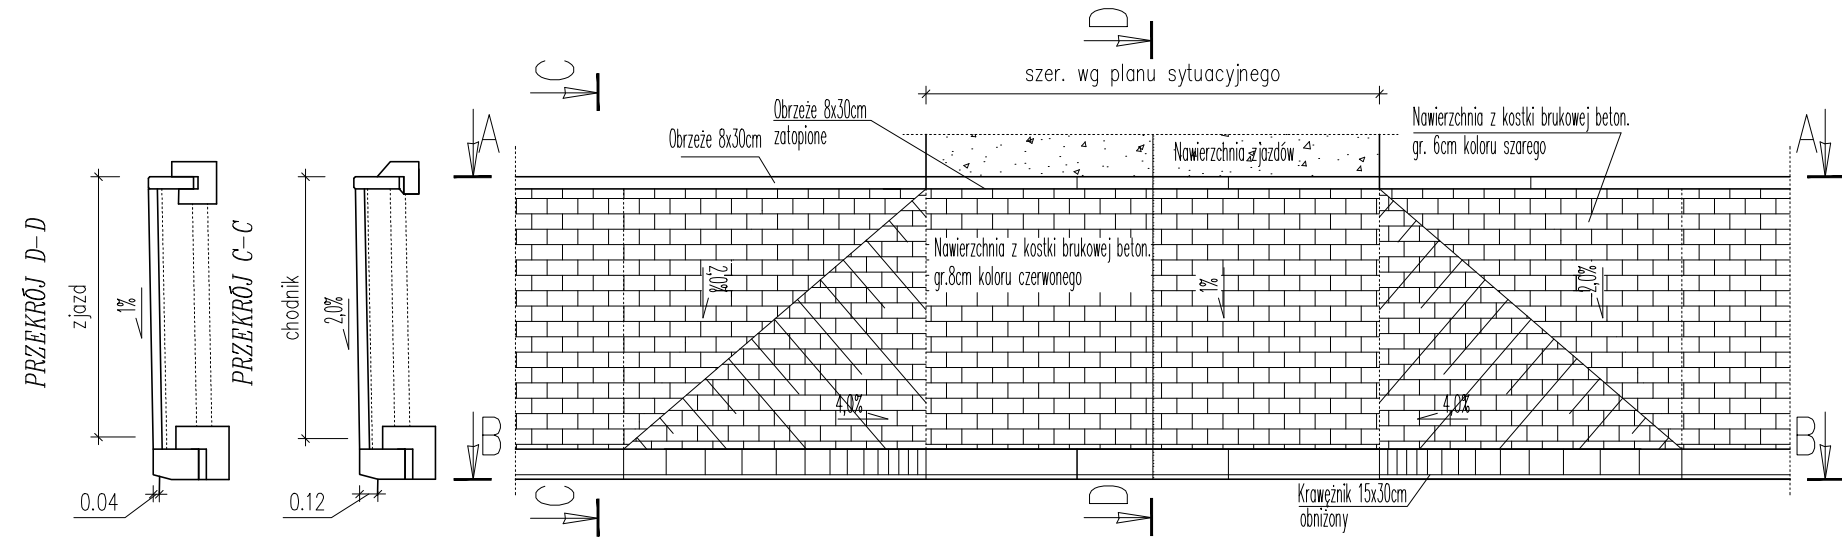 PRZEKRÓJ D-D
zjazd
1%
0.04
PRZEKRÓJ C-C
chodnik
2,0%
0.12
C
D
A
szer. wg planu sytuacyjnego
A
Obrzeże 8x30cm
Obrzeże 8x30cm
zatopione
Nawierzchnia zjazdów
Nawierzchnia z kostki brukowej beton.
gr. 6cm koloru szarego
Nawierzchnia z kostki brukowej beton.
gr.8cm koloru czerwonego
2,0%
1%
2,0%
4,0%
4,0%
B
B
C
D
Krawężnik 15x30cm
obniżony